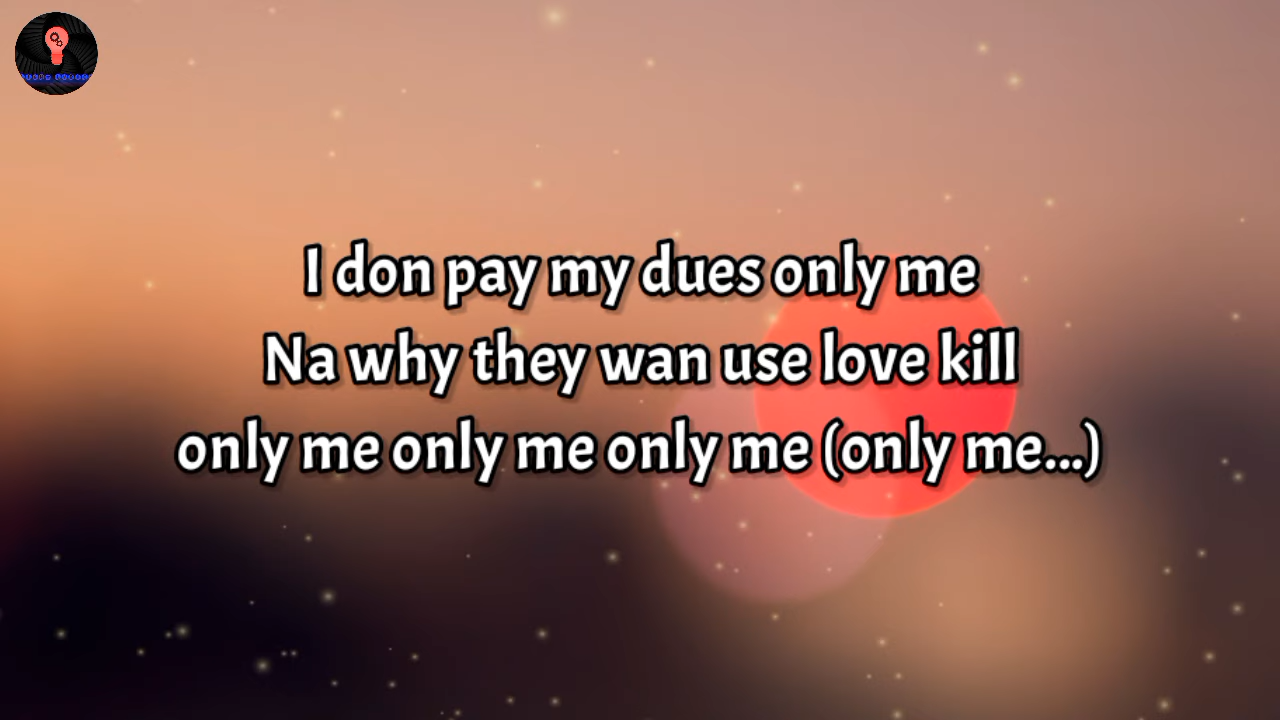 I don pay my dues only me
Na why they wan use love kill
only me only me only me (only me...)